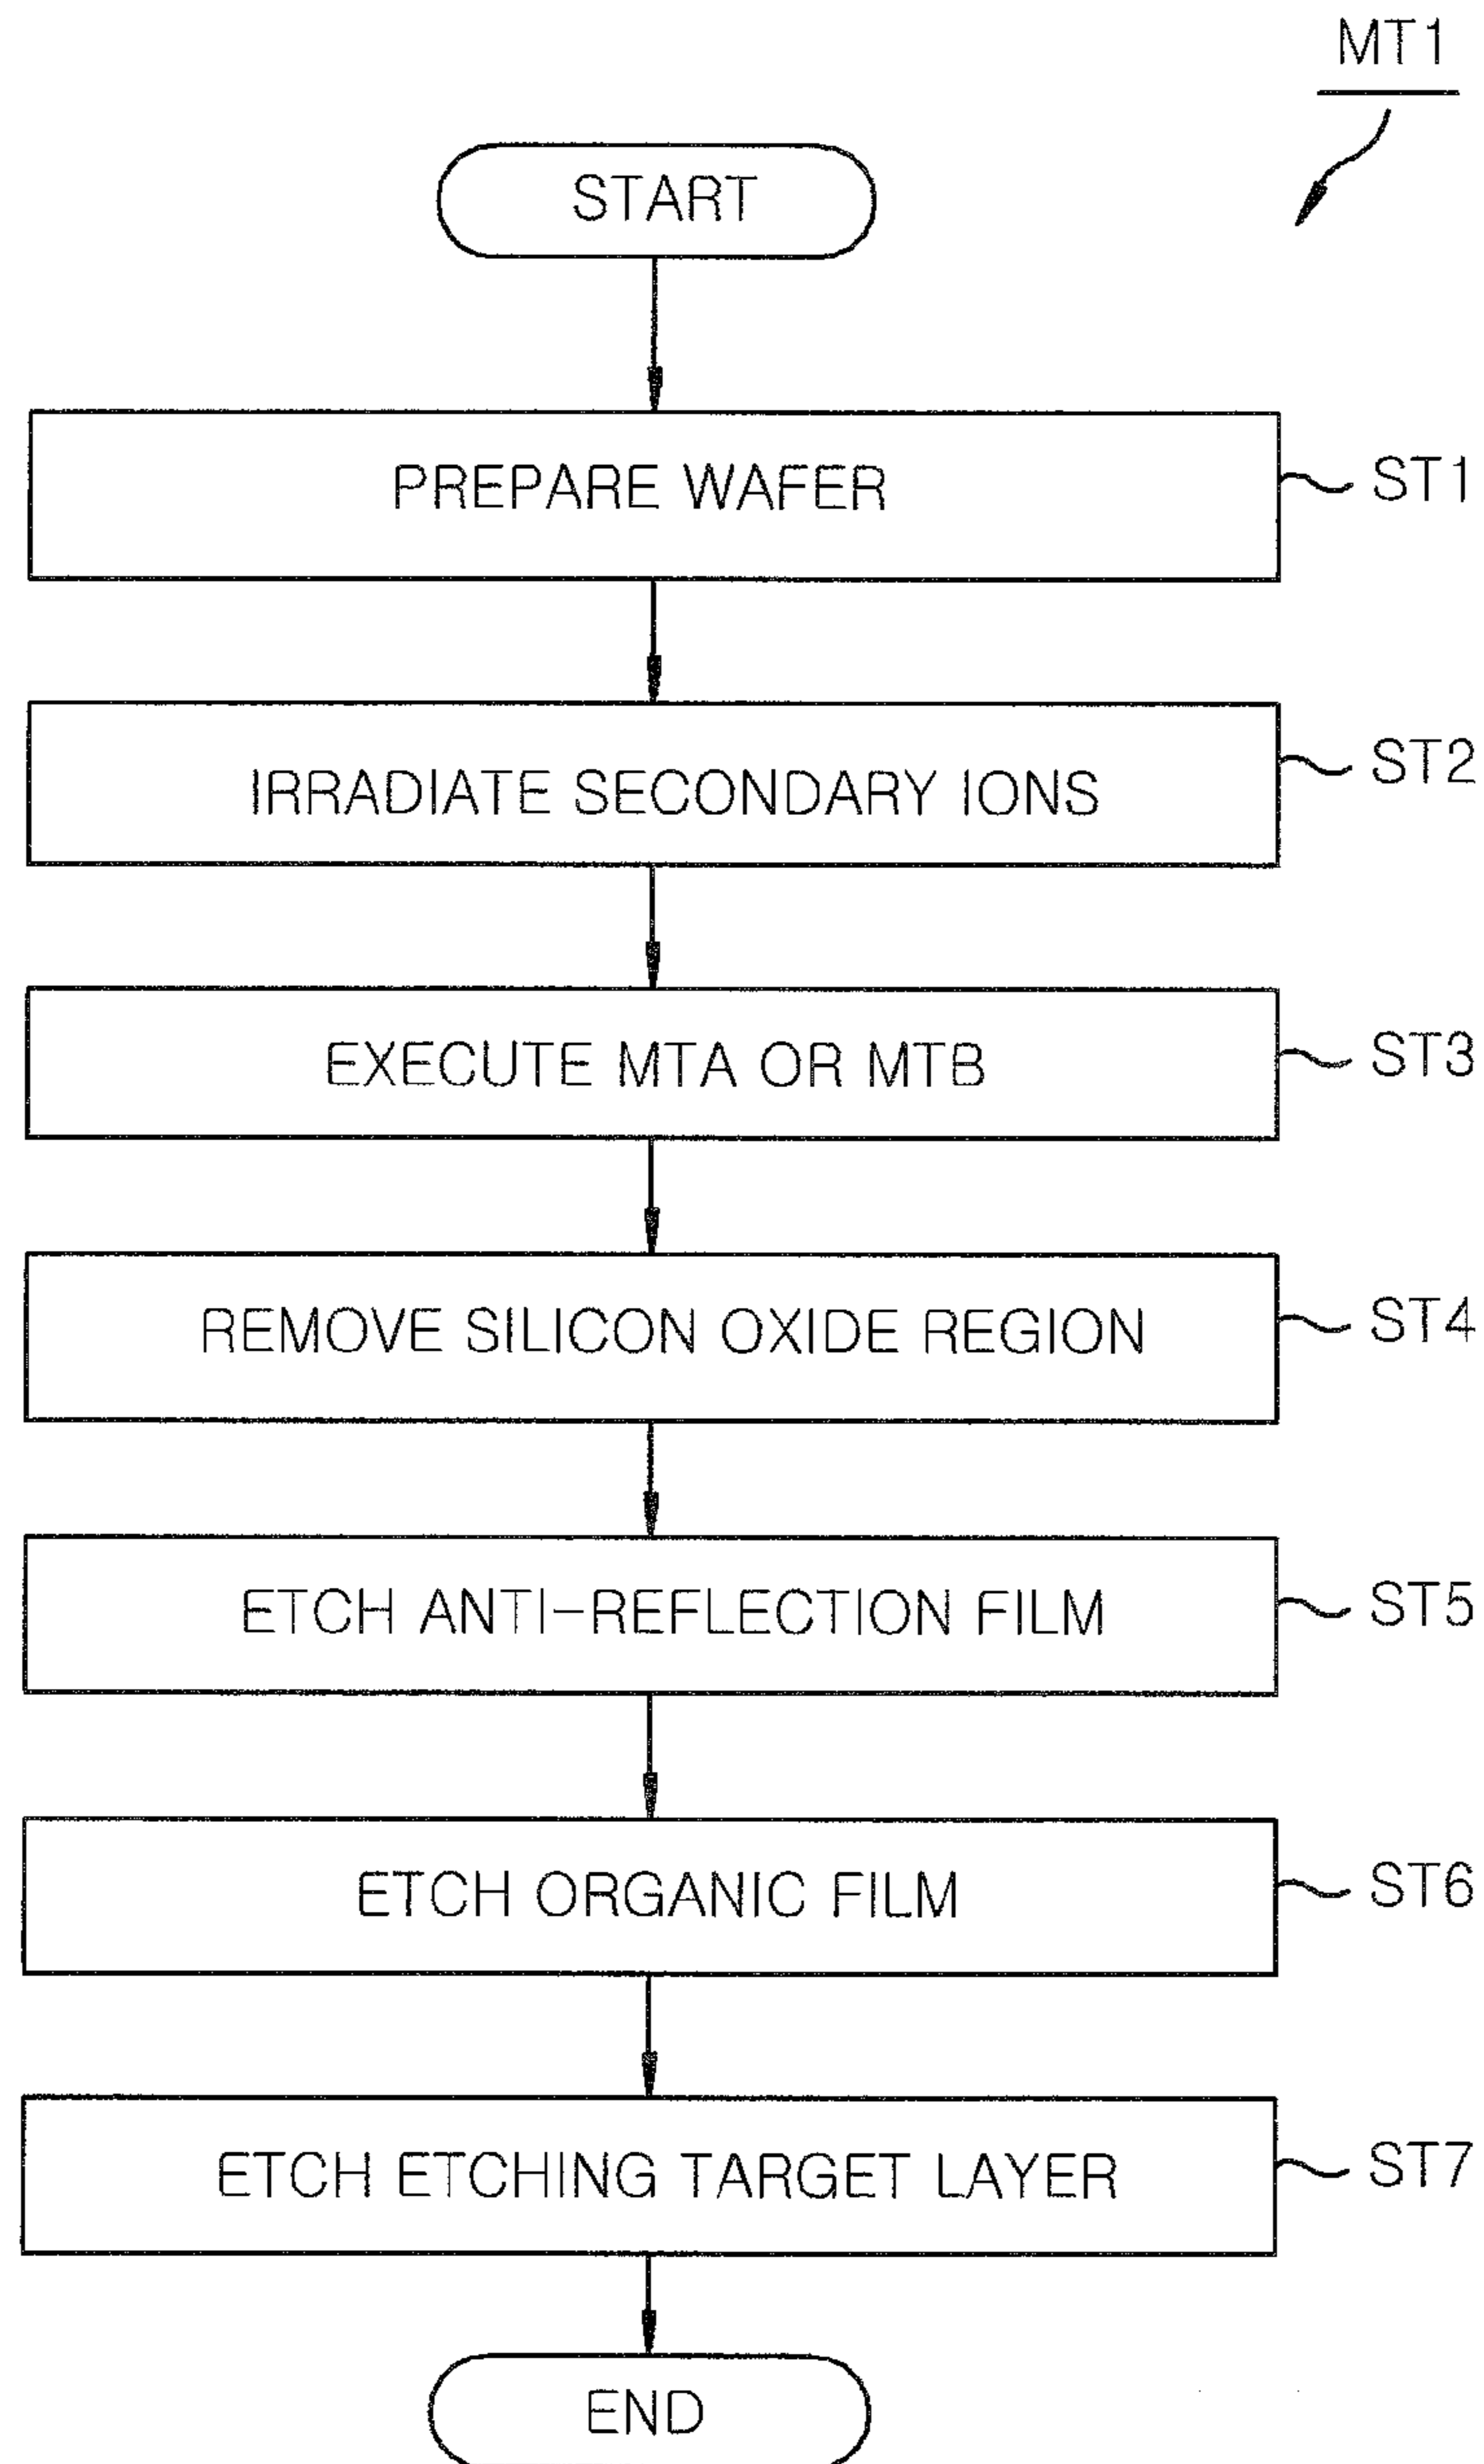 MT1
START
PREPARE WAFER
ST1
IRRADIATE SECONDARY IONS
ST2
EXECUTE MTA OR MTB
ST3
REMOVE SILICON OXIDE REGION
ST4
ETCH ANTI-REFLECTION FILM
ST5
ETCH ORGANIC FILM
ST6
ETCH ETCHING TARGET LAYER
ST7
END